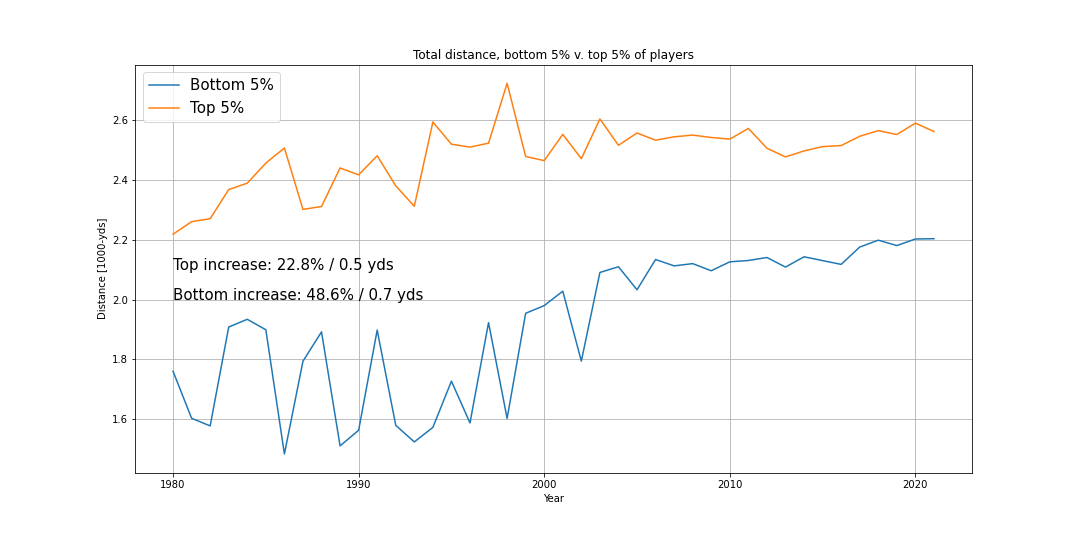 Total distance, bottom 5% v. top 5% of players
Bottom 5%
Top 5%
2.6
2.4
2.2
2.0
1.8
1.6
Distance [1000-yds]
Top increase: 22.8% / 0.5 yds
Bottom increase: 48.6% / 0.7 yds
1980
1990
2000
2010
2020
Year